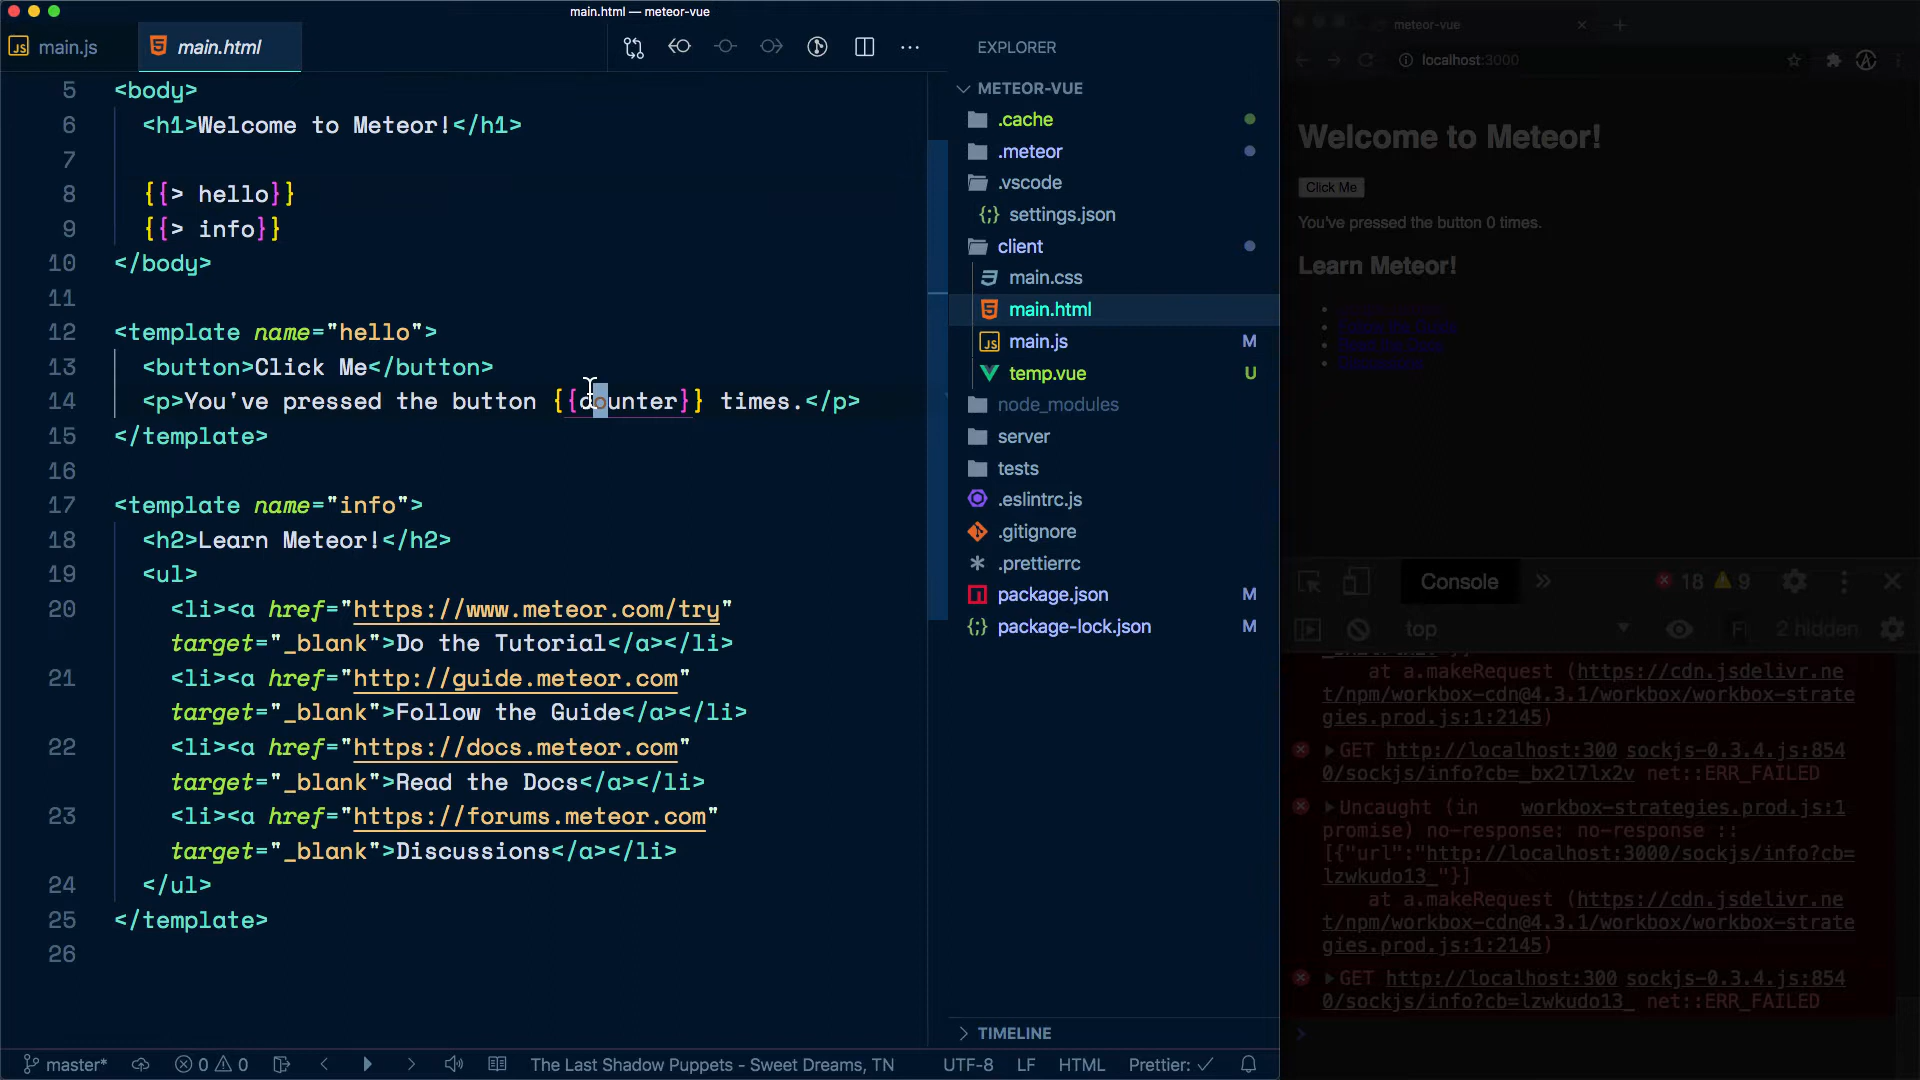 main.html — meteor-vue
JS main.js
main.html
5 <body>
6 <h1>Welcome to Meteor!</h1>
7
8 {{> hello}}
9 {{> info}}
10 </body>
11
12 <template name="hello">
13 <button>Click Me</button>
14 <p>You've pressed the button {{counter}} times.</p>
15 </template>
16
17 <template name="info">
18 <h2>Learn Meteor!</h2>
19 <ul>
20 <li><a href="https://www.meteor.com/try"
target="_blank">Do the Tutorial</a></li>
21 <li><a href="http://guide.meteor.com"
target="_blank">Follow the Guide</a></li>
22 <li><a href="https://docs.meteor.com"
target="_blank">Read the Docs</a></li>
23 <li><a href="https://forums.meteor.com"
target="_blank">Discussions</a></li>
24 </ul>
25 </template>
26
EXPLORER
METEOR-VUE
.cache
.meteor
.vscode
settings.json
client
main.css
main.html
JS main.js M
temp.vue U
node_modules
server
tests
.eslintrc.js
.gitignore
.prettierrc
package.json M
package-lock.json M
TIMELINE
master* 0 0 The Last Shadow Puppets - Sweet Dreams, TN UTF-8 LF HTML Prettier: ✓
meteor-vue
localhost:3000
Welcome to Meteor!
Click Me
You've pressed the button 0 times.
Learn Meteor!
Console 18 9
top 2 hidden
at a.makeRequest (https://cdn.jsdelivr.ne
t/npm/workbox-cdn@4.3.1/workbox/workbox-strate
gies.prod.js:1:2145)
GET http://localhost:300 sockjs-0.3.4.js:854
0/sockjs/info?cb=_bx2l7lx2v net::ERR_FAILED
Uncaught (in workbox-strategies.prod.js:1
promise) no-response: no-response ::
[{"url":"http://localhost:3000/sockjs/info?cb=
lzwkudo13_"}]
at a.makeRequest (https://cdn.jsdelivr.ne
t/npm/workbox-cdn@4.3.1/workbox/workbox-strate
gies.prod.js:1:2145)
GET http://localhost:300 sockjs-0.3.4.js:854
0/sockjs/info?cb=lzwkudo13_ net::ERR_FAILED